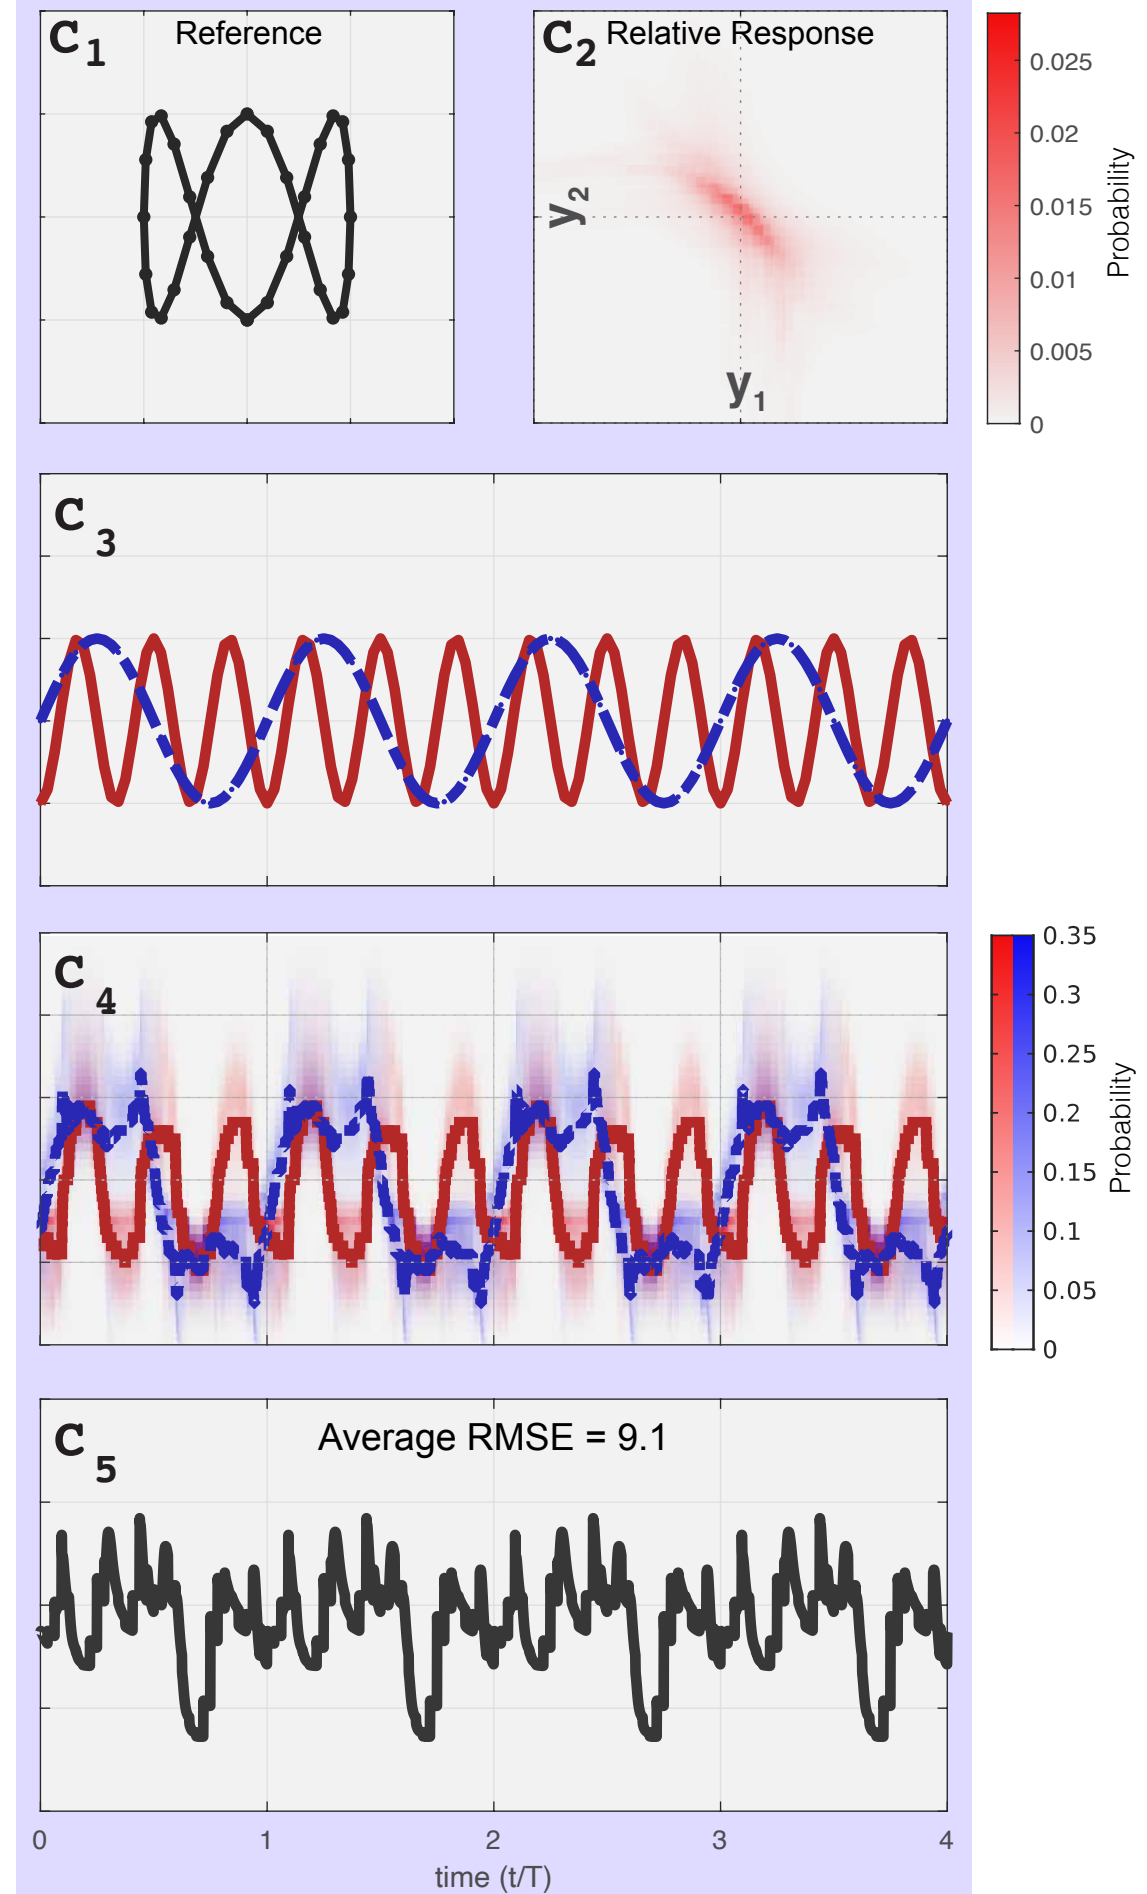 C1 Reference
C2 Relative Response
y2
y1
0.025
0.02
0.015
0.01
0.005
0
Probability
C3
C4
0.35
0.3
0.25
0.2
0.15
0.1
0.05
0
Probability
C5
Average RMSE = 9.1
0 1 2 3 4
time (t/T)